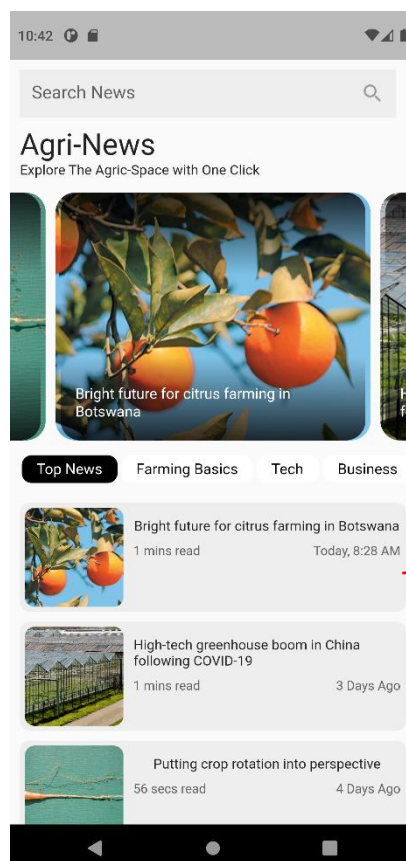 10:42
Search News
Agri-News
Explore The Agric-Space with One Click
Bright future for citrus farming in
Botswana
H
f
Top News
Farming Basics
Tech
Business
Bright future for citrus farming in Botswana
1 mins read
Today, 8:28 AM
High-tech greenhouse boom in China
following COVID-19
1 mins read
3 Days Ago
Putting crop rotation into perspective
56 secs read
4 Days Ago